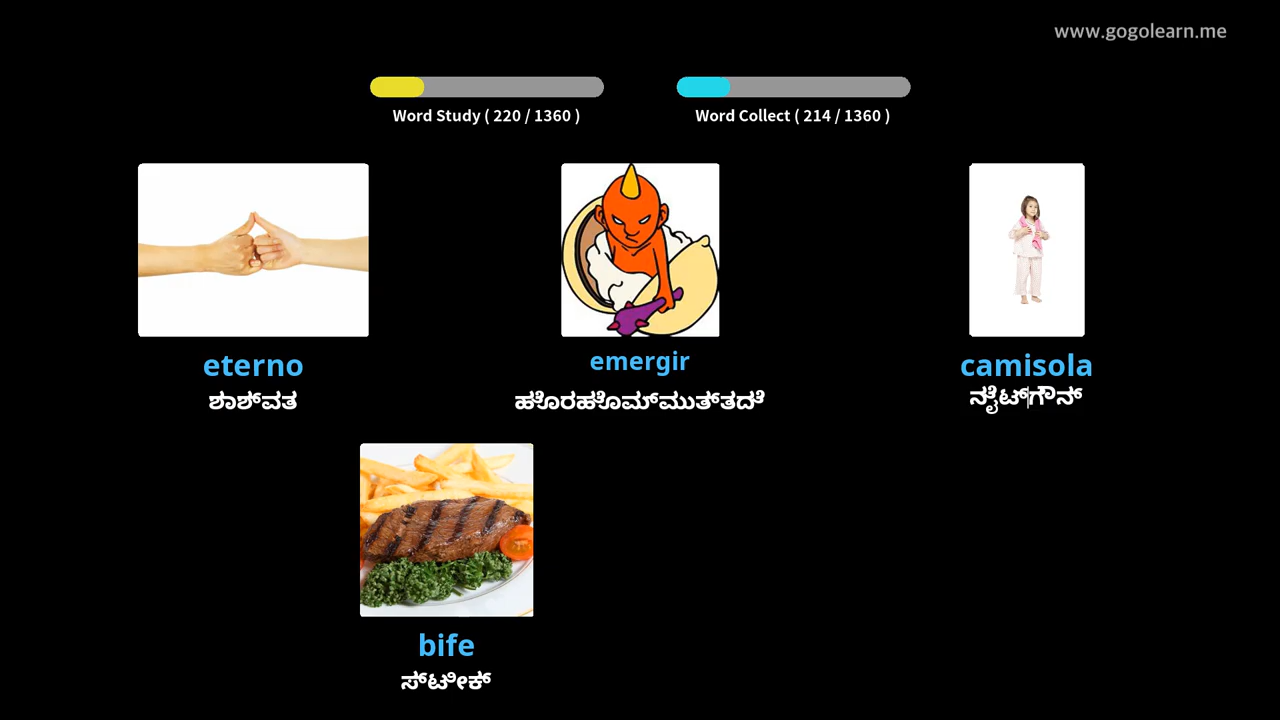 www.gogolearn.me
Word Study ( 220 / 1360 )
Word Collect ( 214 / 1360 )
eterno
ಶಾಶ್ವತ
emergir
ಹೊರಹೊಮ್ಮುತ್ತದೆ
camisola
ನೈಟ್‌ಗೌನ್
bife
ಸ್ಟೀಕ್